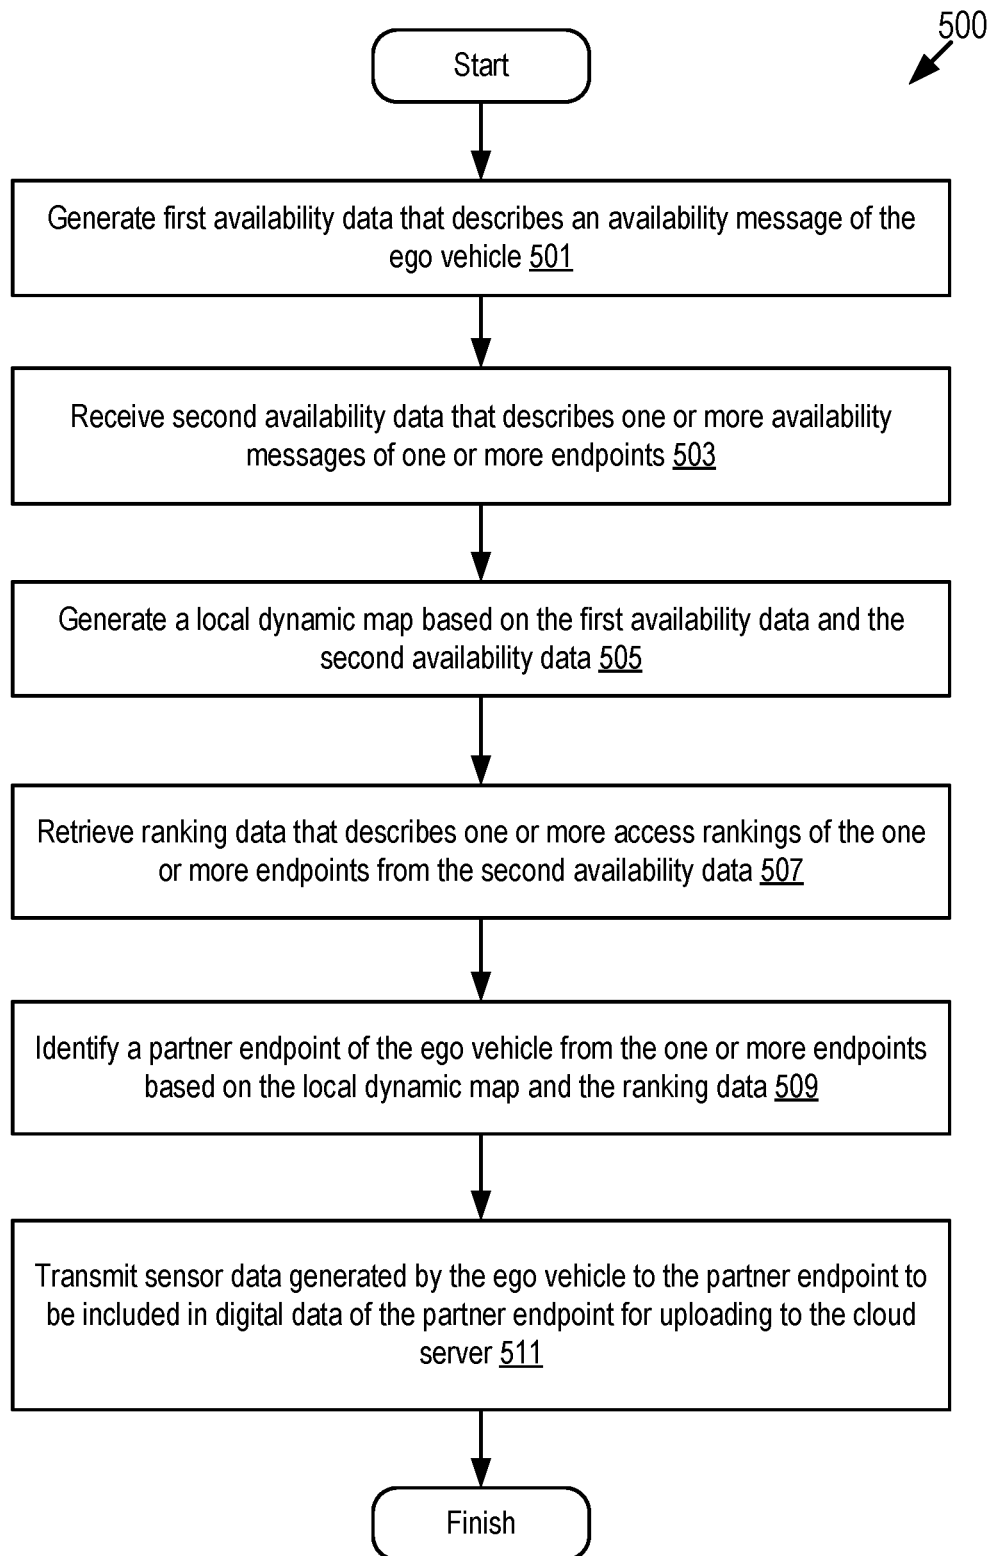 500
Start
Generate first availability data that describes an availability message of the
ego vehicle 501
Receive second availability data that describes one or more availability
messages of one or more endpoints 503
Generate a local dynamic map based on the first availability data and the
second availability data 505
Retrieve ranking data that describes one or more access rankings of the one
or more endpoints from the second availability data 507
Identify a partner endpoint of the ego vehicle from the one or more endpoints
based on the local dynamic map and the ranking data 509
Transmit sensor data generated by the ego vehicle to the partner endpoint to
be included in digital data of the partner endpoint for uploading to the cloud
server 511
Finish